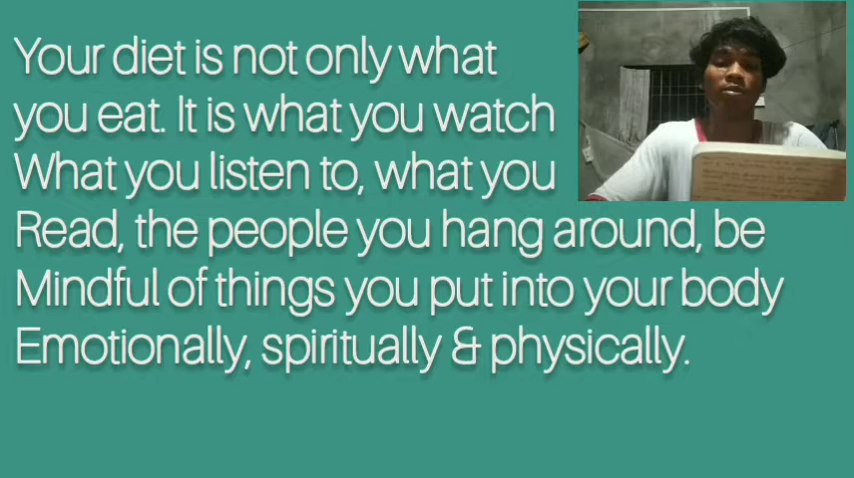 Your diet is not only what
you eat. It is what you watch
What you listen to, what you
Read, the people you hang around, be
Mindful of things you put into your body
Emotionally, spiritually & physically.